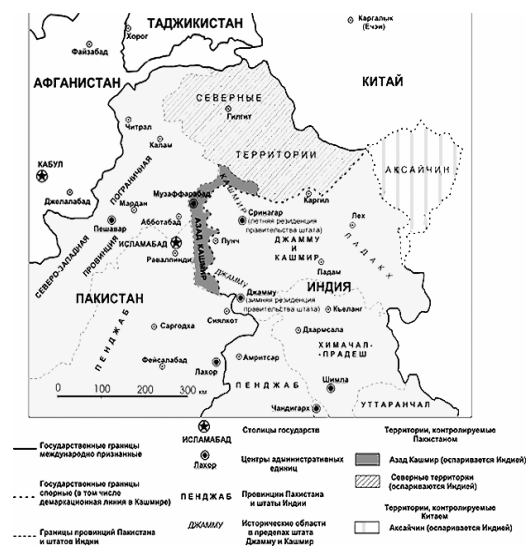 ТАДЖИКИСТАН
Хорог
Каргалык
(Ечэн)
Файзабад
АФГАНИСТАН
КИТАЙ
СЕВЕРНЫЕ
Гилгит
Читрал
Калам
ТЕРРИТОРИИ
АКСАЙЧИН
КАБУЛ
ПОГРАНИЧНАЯ
Джелалабад
Музаффарабад
КАШМИР
Каргил
Мардан
Сринагар
(летняя резиденция
правительства штата)
Лех
Пешавар
Абботабад
АЗАД КАШМИР
Пунч
ДЖАММУ
И
КАШМИР
ЛАДАКХ
СЕВЕРО-ЗАПАДНАЯ
ПРОВИНЦИЯ
ИСЛАМАБАД
Равалпинди
Падам
ДЖАММУ
ИНДИЯ
ПАКИСТАН
Джамму
(зимняя резиденция
правительства штата)
Кьеланг
Сиялкот
Саргодха
Дхармсала
ПЕНДЖАБ
ХИМАЧАЛ-
-ПРАДЕШ
Фейсалабад
Лахор
Амритсар
ПЕНДЖАБ
Шимла
0 100 200 300 км
Чандигарх
УТТАРАНЧАЛ
Государственные границы
международно признанные
Государственные границы
спорные (в том числе
демаркационная линия в Кашмире)
Границы провинций Пакистана
и штатов Индии
ИСЛАМАБАД
Столицы государств
Лахор
Центры административных
единиц
ПЕНДЖАБ
Провинции Пакистана
и штаты Индии
ДЖАММУ
Исторические области
в пределах штата
Джамму и Кашмир
Территории, контролируемые
Пакистаном
Азад Кашмир (оспаривается Индией)
Северные территории
(оспариваются Индией)
Территории, контролируемые
Китаем
Аксайчин (оспаривается Индией)